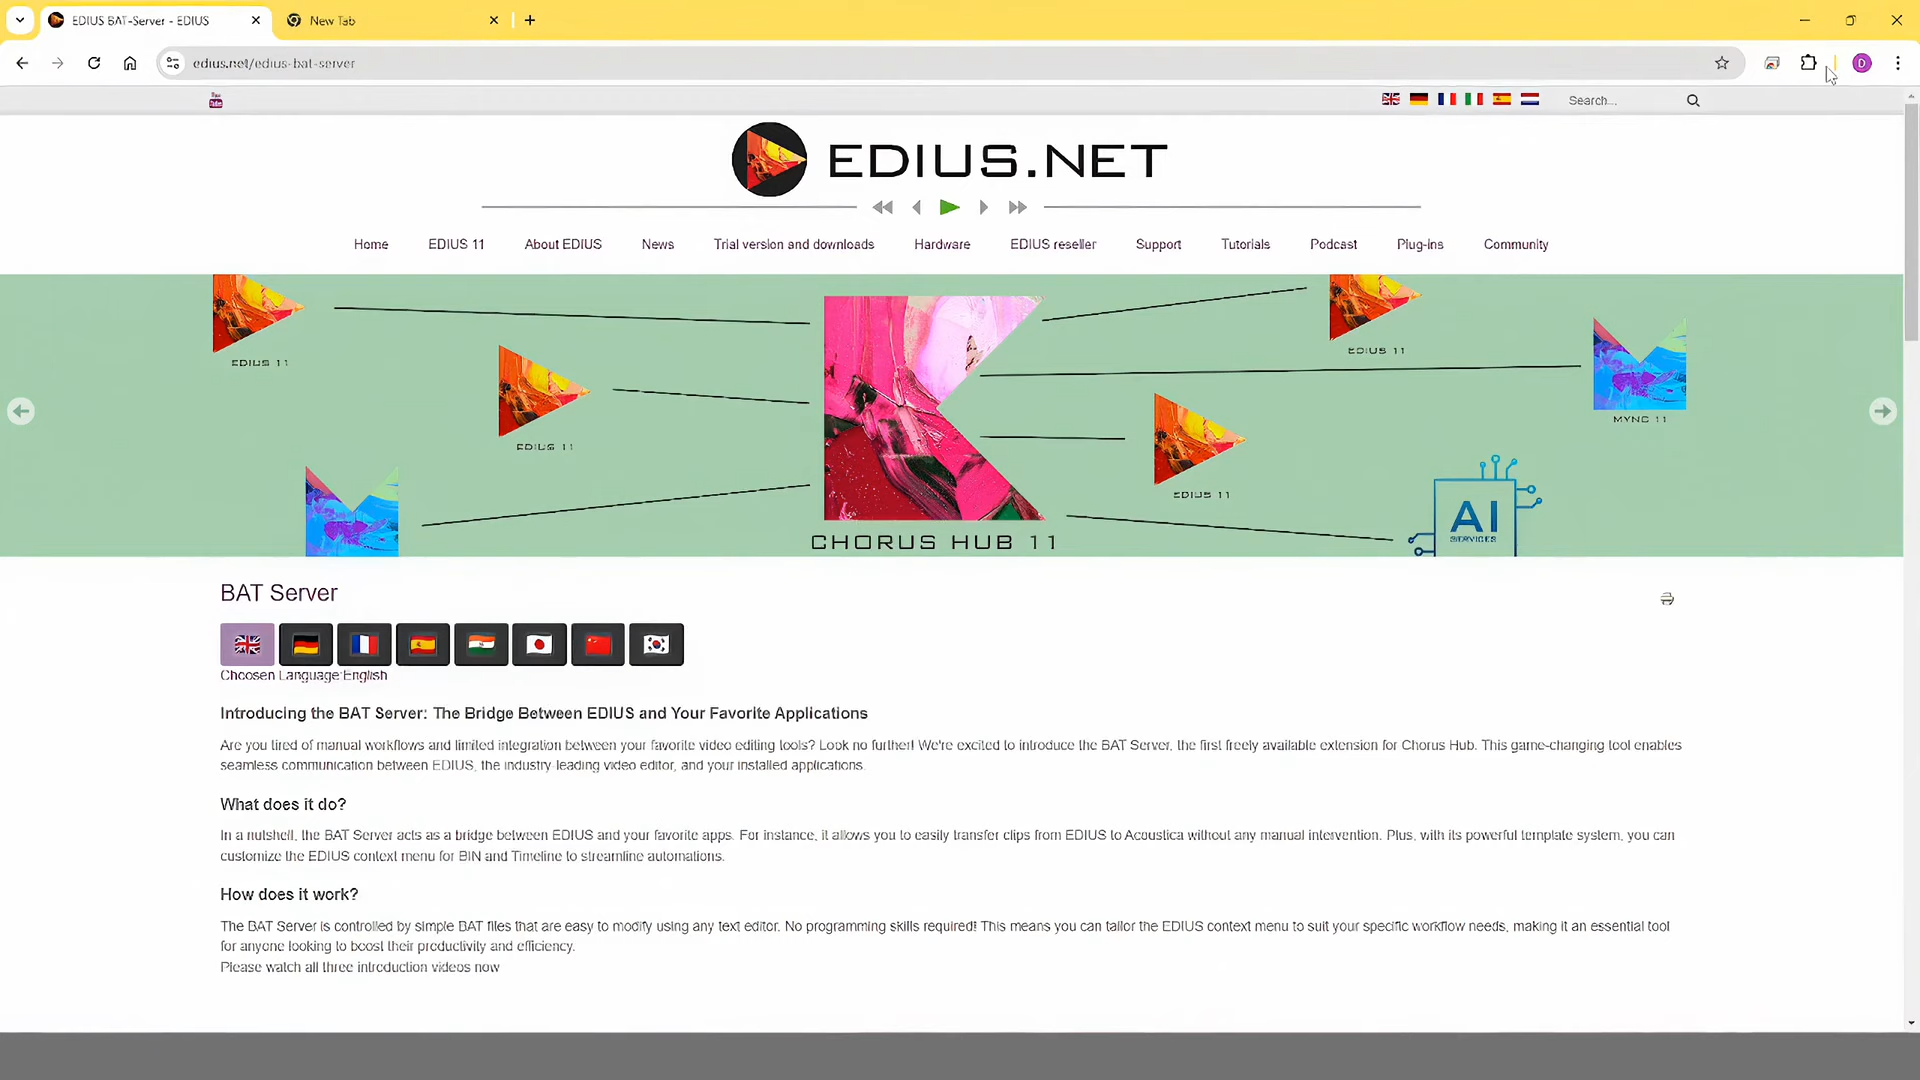 EDIUS BAT-Server - EDIUS
New Tab
edius.net/edius-bat-server
D
You
Tube
Search...
EDIUS.NET
Home
EDIUS 11
About EDIUS
News
Trial version and downloads
Hardware
EDIUS reseller
Support
Tutorials
Podcast
Plug-ins
Community
EDIUS 11
EDIUS 11
EDIUS 11
MYNC 11
EDIUS 11
AI
SERVICES
CHORUS HUB 11
BAT Server
Choosen Language:English
Introducing the BAT Server: The Bridge Between EDIUS and Your Favorite Applications
Are you tired of manual workflows and limited integration between your favorite video editing tools? Look no further! We're excited to introduce the BAT Server, the first freely available extension for Chorus Hub. This game-changing tool enables
seamless communication between EDIUS, the industry-leading video editor, and your installed applications.
What does it do?
In a nutshell, the BAT Server acts as a bridge between EDIUS and your favorite apps. For instance, it allows you to easily transfer clips from EDIUS to Acoustica without any manual intervention. Plus, with its powerful template system, you can
customize the EDIUS context menu for BIN and Timeline to streamline automations.
How does it work?
The BAT Server is controlled by simple BAT files that are easy to modify using any text editor. No programming skills required! This means you can tailor the EDIUS context menu to suit your specific workflow needs, making it an essential tool
for anyone looking to boost their productivity and efficiency.
Please watch all three introduction videos now